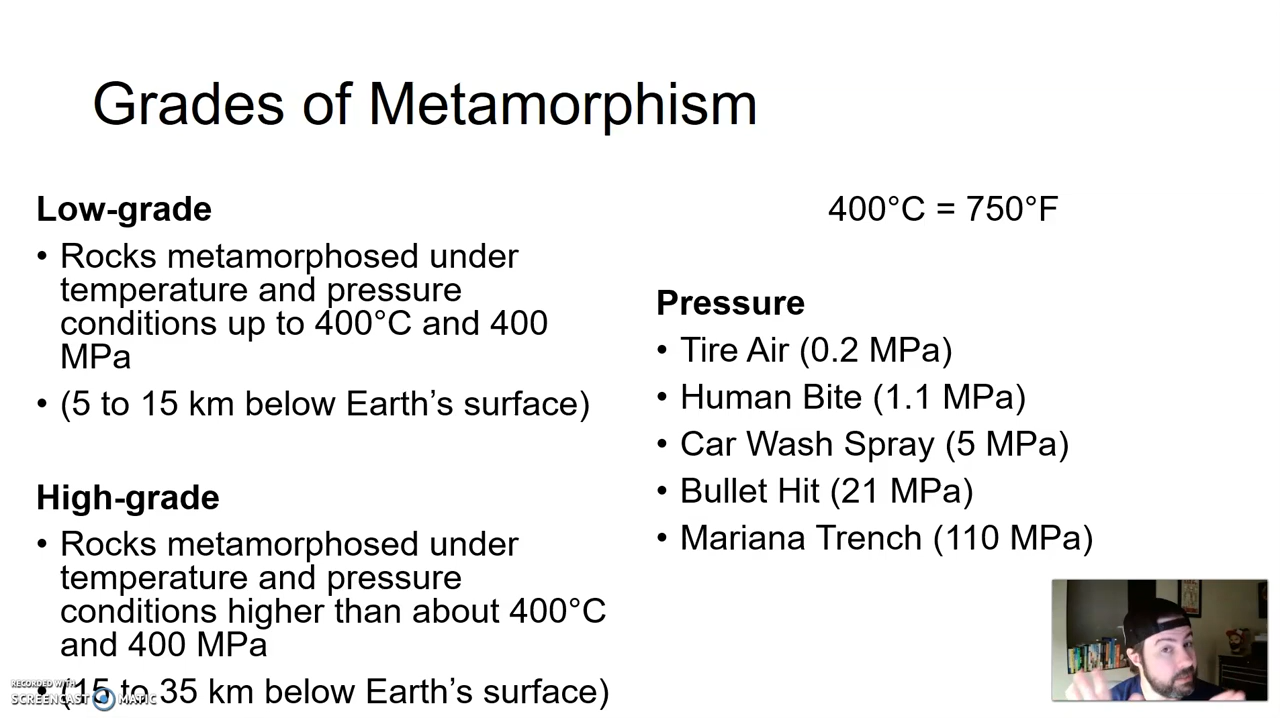 Grades of Metamorphism
Low-grade
• Rocks metamorphosed under
temperature and pressure
conditions up to 400°C and 400
MPa
• (5 to 15 km below Earth’s surface)
High-grade
• Rocks metamorphosed under
temperature and pressure
conditions higher than about 400°C
and 400 MPa
• (15 to 35 km below Earth’s surface)
400°C = 750°F
Pressure
• Tire Air (0.2 MPa)
• Human Bite (1.1 MPa)
• Car Wash Spray (5 MPa)
• Bullet Hit (21 MPa)
• Mariana Trench (110 MPa)
RECORDED WITH
SCREENCAST MATIC